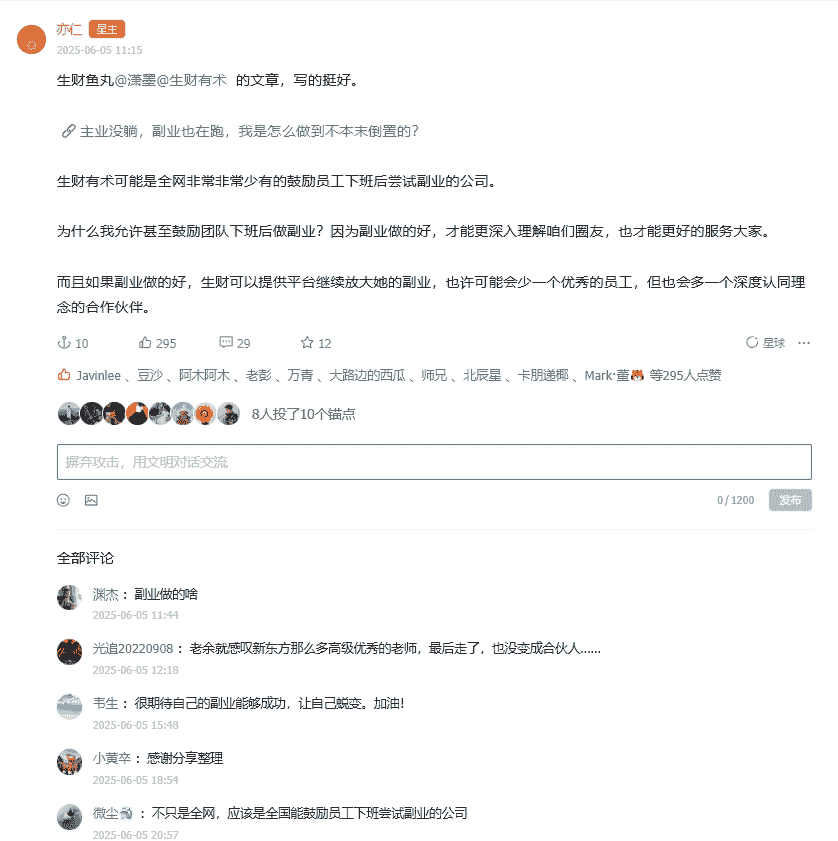 亦仁 星主
2025-06-05 11:15
生财鱼丸@潇墨@生财有术 的文章，写的挺好。
主业没躺，副业也在跑，我是怎么做到不本末倒置的？
生财有术可能是全网非常非常少有的鼓励员工下班后尝试副业的公司。
为什么我允许甚至鼓励团队下班后做副业？因为副业做的好，才能更深入理解咱们圈友，也才能更好的服务大家。
而且如果副业做的好，生财可以提供平台继续放大她的副业，也许可能会少一个优秀的员工，但也会多一个深度认同理
念的合作伙伴。
10 295 29 12 星球 ...
Javinlee 、豆沙 、阿木阿木 、老彭 、万青 、大路边的西瓜 、师兄 、北辰星 、卡朋递椰 、Mark·董🐯 等295人点赞
8人投了10个锚点
摒弃攻击，用文明对话交流
0 / 1200 发布
全部评论
渊杰 ：副业做的啥
2025-06-05 11:44
光追20220908 ：老余就感叹新东方那么多高级优秀的老师，最后走了，也没变成合伙人......
2025-06-05 12:18
韦生 ：很期待自己的副业能够成功，让自己蜕变。加油！
2025-06-05 15:48
小黄卒 ：感谢分享整理
2025-06-05 18:54
微尘 ：不只是全网，应该是全国能鼓励员工下班尝试副业的公司
2025-06-05 20:57